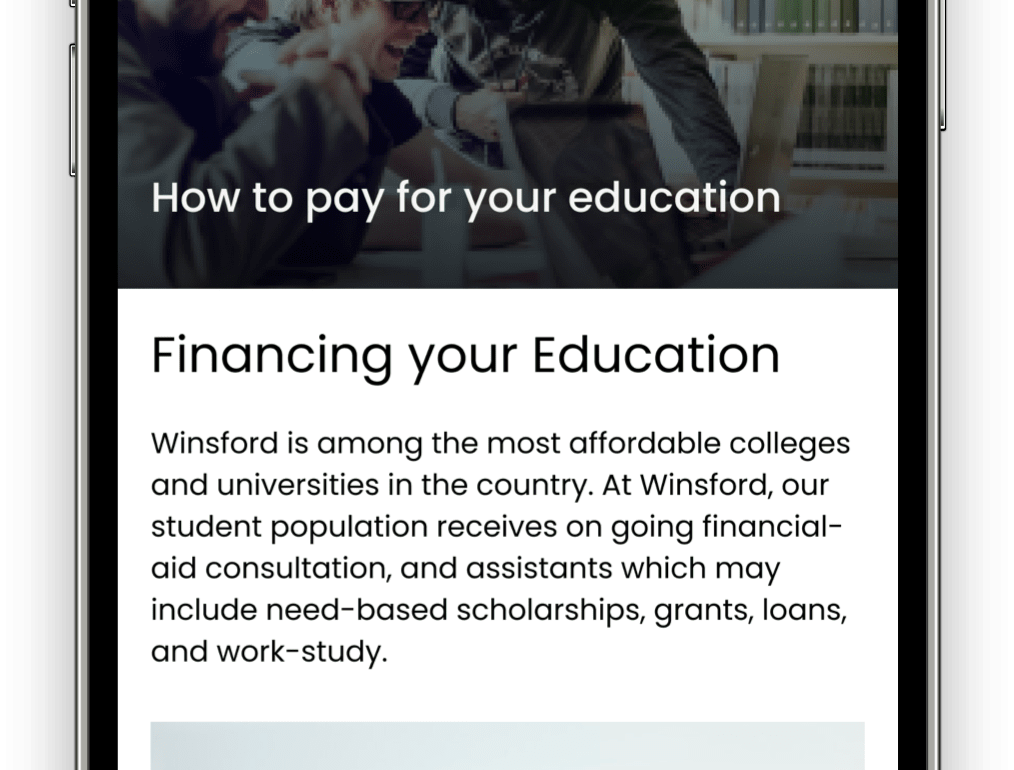 How to pay for your education
Financing your Education
Winsford is among the most affordable colleges
and universities in the country. At Winsford, our
student population receives on going financial-
aid consultation, and assistants which may
include need-based scholarships, grants, loans,
and work-study.